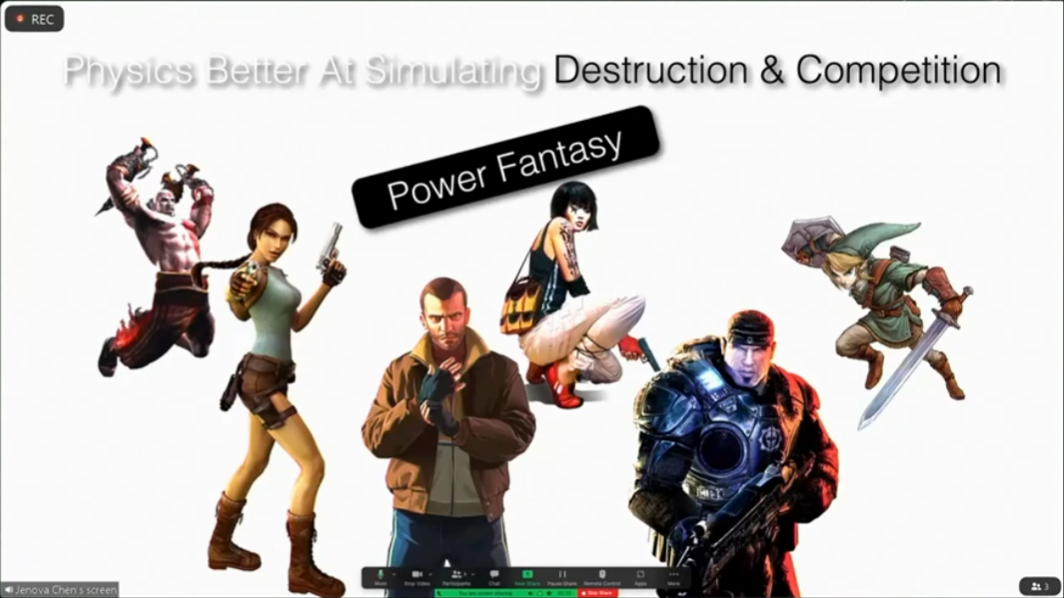 REC
Physics Better At Simulating Destruction & Competition
Power Fantasy
Mute Stop Video Participants Chat New Share Pause Share Remote Control Apps More
You are screen sharing Stop Share
Jenova Chen's screen
3